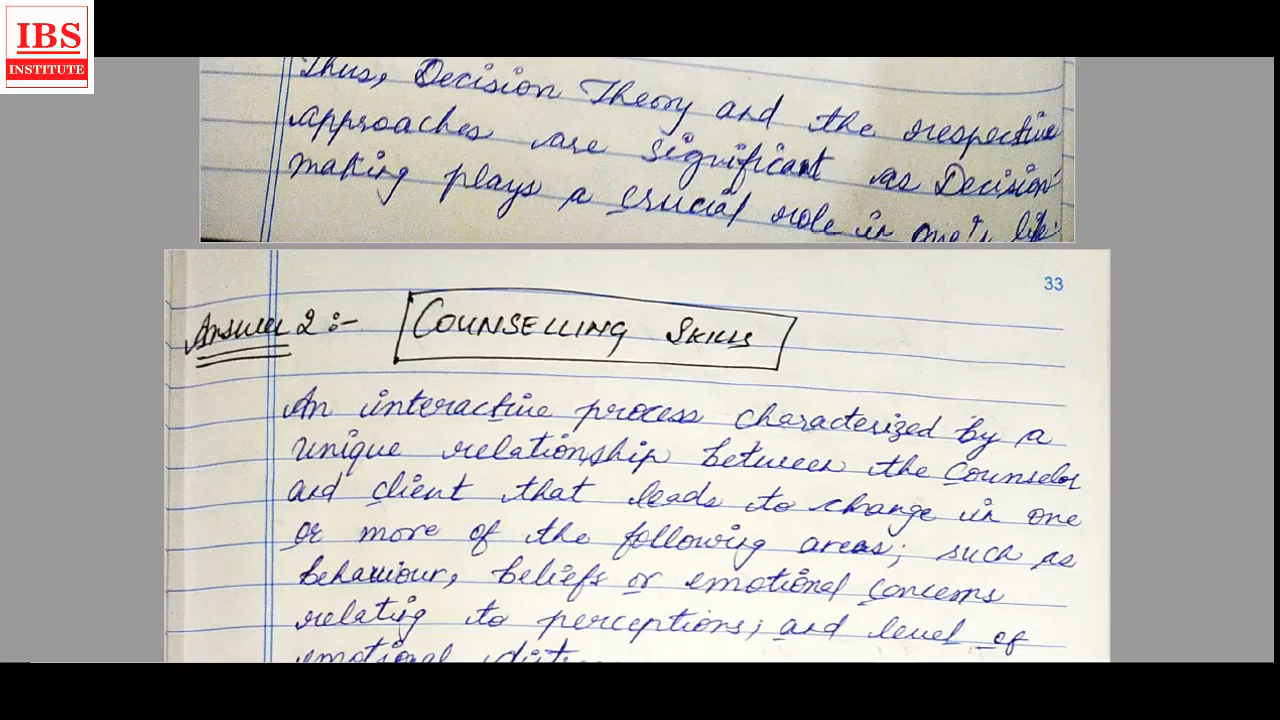 IBS
INSTITUTE
Thus, Decision Theory and the respective
approaches are significant as Decision
making plays a crucial role in one's life.
33
Answer 2 :-
COUNSELLING SKILLS
An interactive process characterized by a
unique relationship between the Counselor
and client that leads to change in one
or more of the following areas; such as
behaviour, beliefs or emotional concerns
relating to perceptions; and level of
emotional